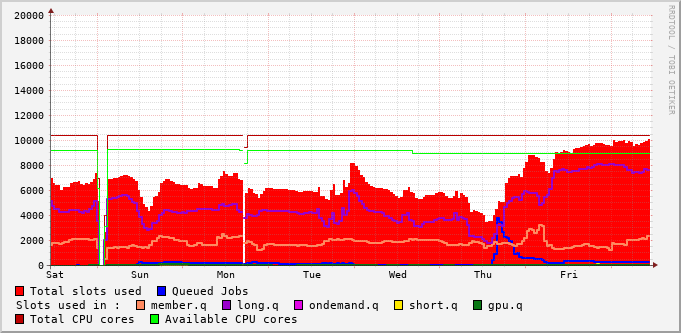 RRDTOOL / TOBI OETIKER
20000
18000
16000
14000
12000
10000
8000
6000
4000
2000
0
Sat Sun Mon Tue Wed Thu Fri
Total slots used Queued Jobs
Slots used in : member.q long.q ondemand.q short.q gpu.q
Total CPU cores Available CPU cores